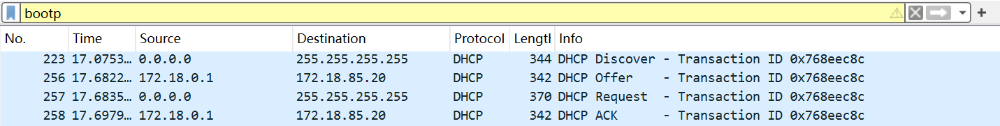 bootp
No. Time Source Destination Protocol Length Info
223 17.0753… 0.0.0.0 255.255.255.255 DHCP 344 DHCP Discover - Transaction ID 0x768eec8c
256 17.6822… 172.18.0.1 172.18.85.20 DHCP 342 DHCP Offer - Transaction ID 0x768eec8c
257 17.6835… 0.0.0.0 255.255.255.255 DHCP 370 DHCP Request - Transaction ID 0x768eec8c
258 17.6979… 172.18.0.1 172.18.85.20 DHCP 342 DHCP ACK - Transaction ID 0x768eec8c